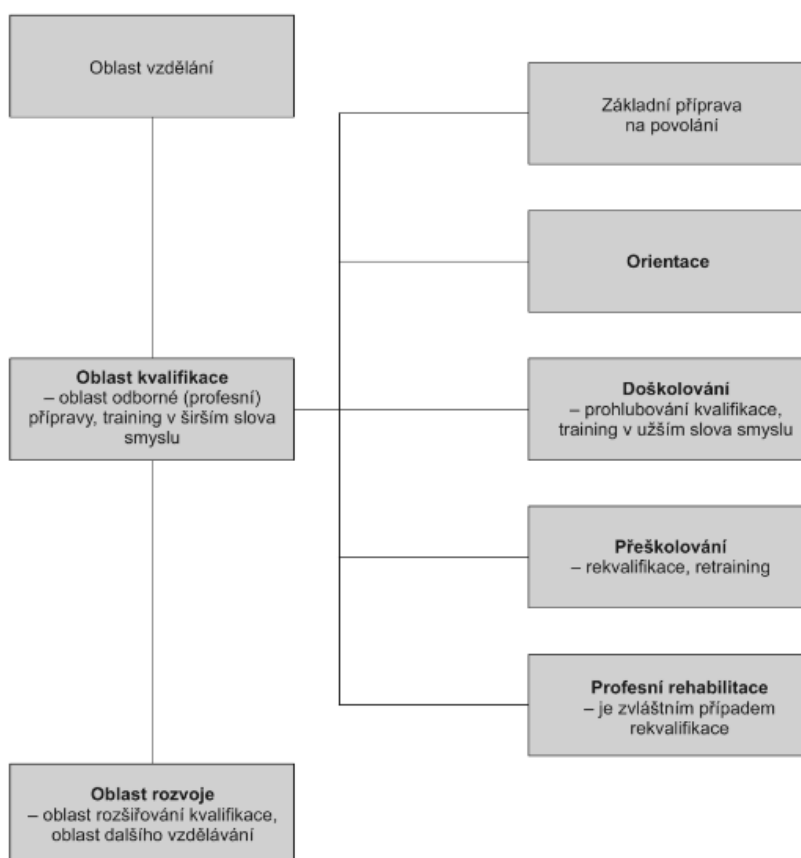 Oblast vzdělání
Základní příprava
na povolání
Orientace
Oblast kvalifikace
– oblast odborné (profesní)
přípravy, training v širším slova
smyslu
Doškolování
– prohlubování kvalifikace,
training v užším slova smyslu
Přeškolování
– rekvalifikace, retraining
Profesní rehabilitace
– je zvláštním případem
rekvalifikace
Oblast rozvoje
– oblast rozšiřování kvalifikace,
oblast dalšího vzdělávání